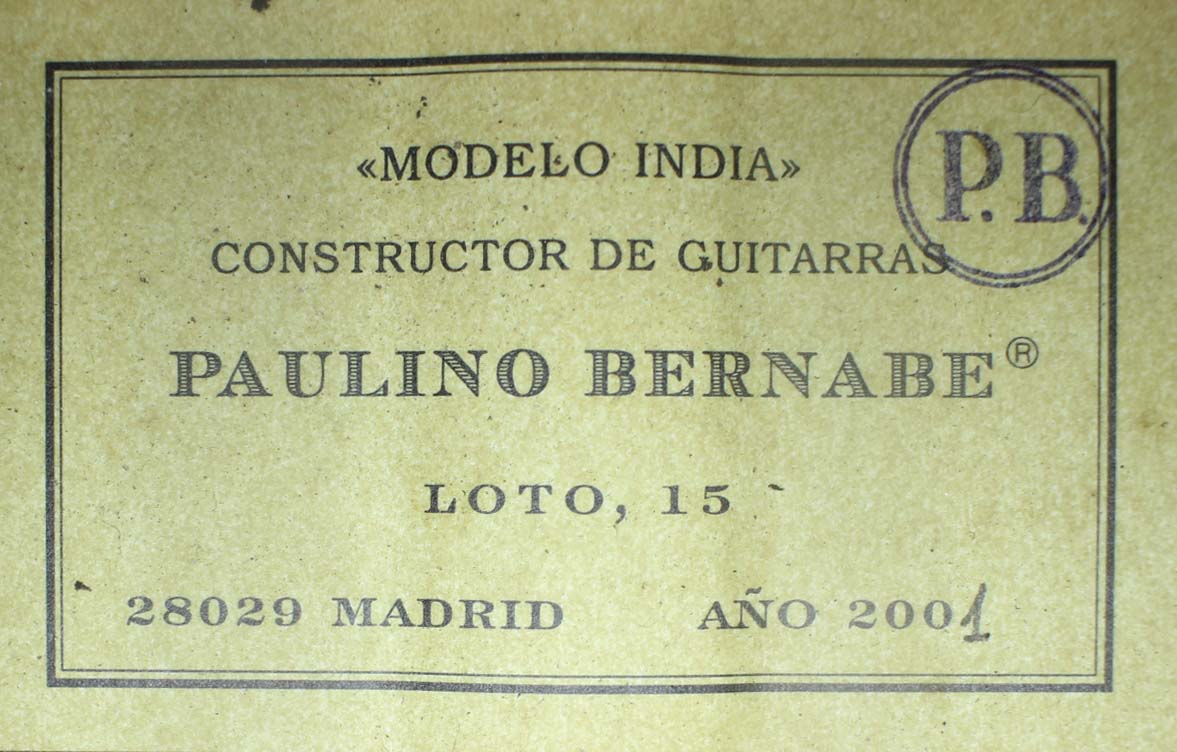 «MODELO INDIA»
P. B.
CONSTRUCTOR DE GUITARRAS
PAULINO BERNABE®
LOTO, 15
28029 MADRID AÑO 2001